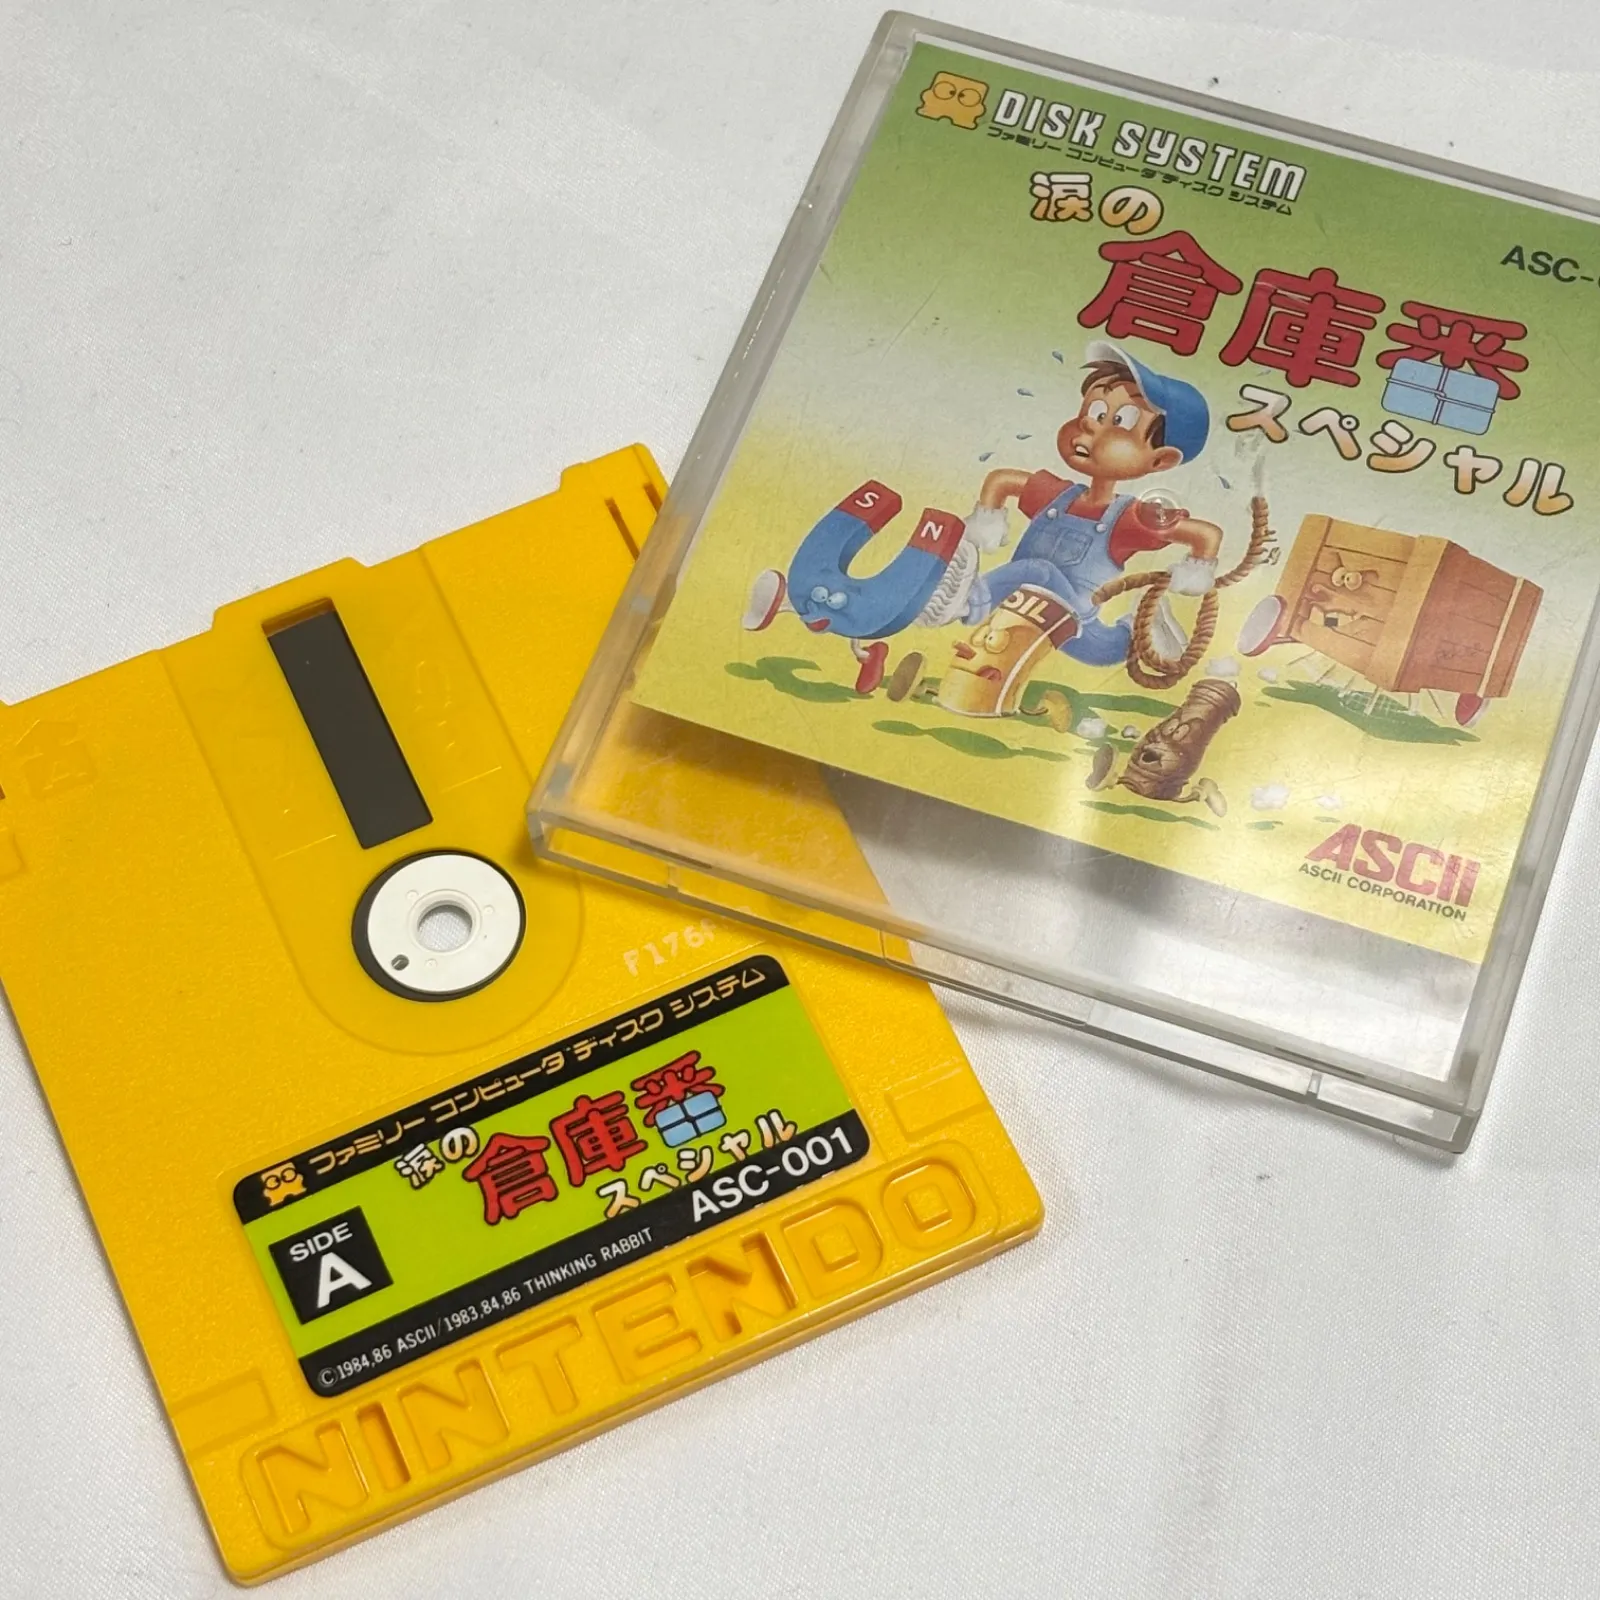 DISK SYSTEM
ファミリー コンピュータ ディスク システム
涙の
倉庫番
スペシャル
ASC-
S
N
OIL
ASCII
ASCII CORPORATION
F176
ファミリー コンピュータ ディスク システム
涙の
倉庫番
スペシャル
SIDE
A
ASC-001
©1984,86 ASCII/1983,84,86 THINKING RABBIT
NINTENDO